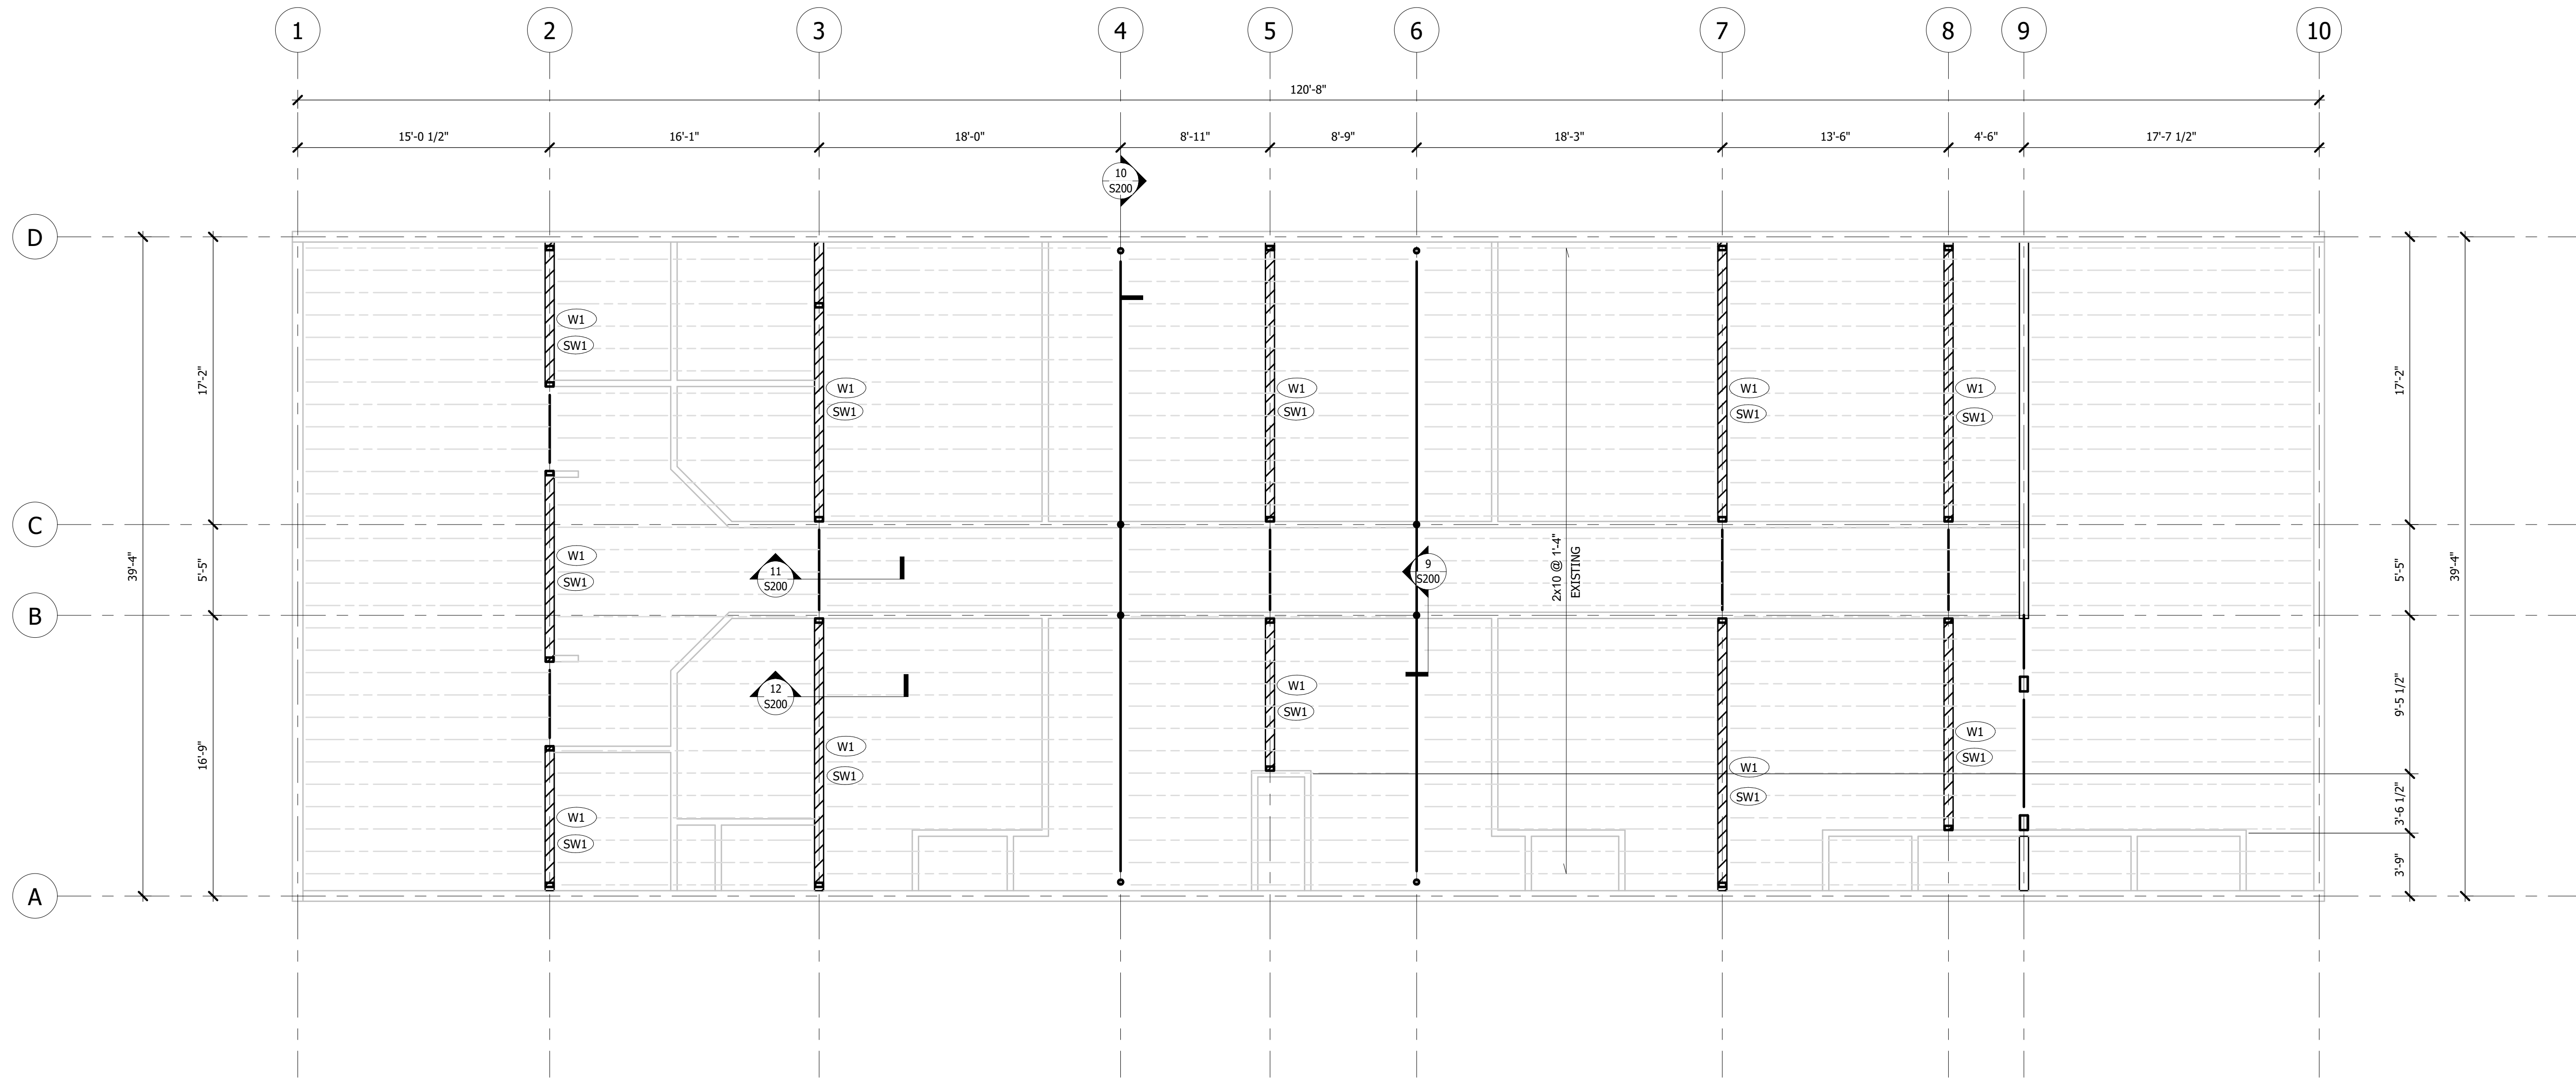 1 2 3 4 5 6 7 8 9 10
120'-8"
15'-0 1/2" 16'-1" 18'-0" 8'-11" 8'-9" 18'-3" 13'-6" 4'-6" 17'-7 1/2"
10
S200
D
W1
SW1
17'-2"
17'-2"
W1 W1 W1 W1
SW1 SW1 SW1 SW1
C
W1
SW1
39'-4"
5'-5"
11
S200
9
S200
2x10 @ 1'-4"
EXISTING
5'-5"
39'-4"
B
12
S200
W1
SW1
9'-5 1/2"
16'-9"
W1
SW1
W1
SW1
W1
SW1
W1
SW1
3'-6 1/2"
3'-9"
A